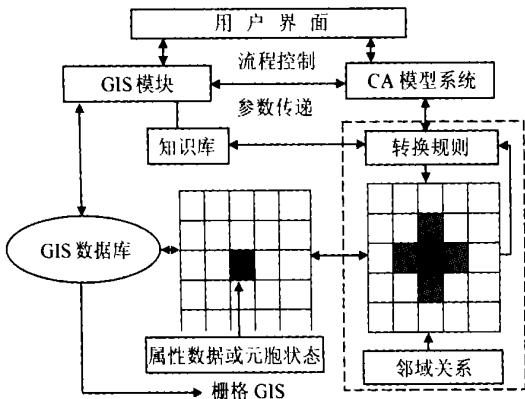 用户界面
流程控制
GIS模块
CA模型系统
参数传递
知识库
转换规则
GIS数据库
属性数据或元胞状态
邻域关系
栅格GIS